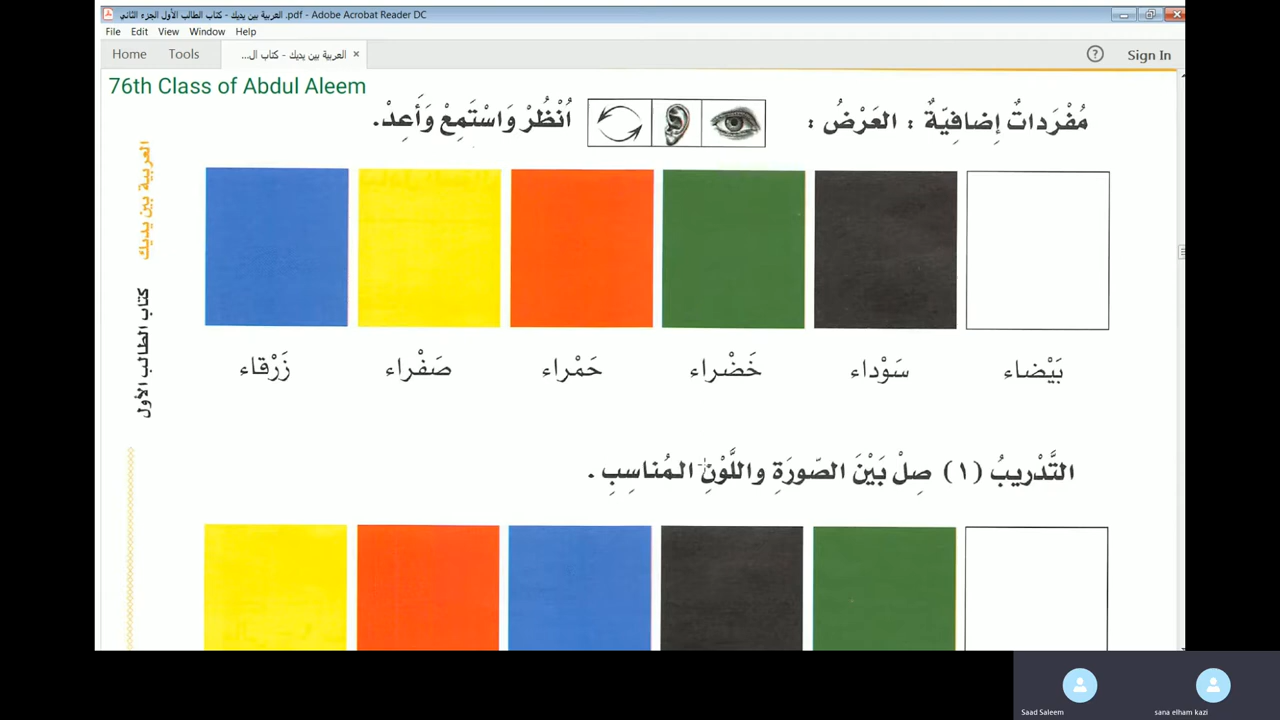 العربية بين يديك - كتاب الطالب الأول الجزء الثاني .pdf - Adobe Acrobat Reader DC
File Edit View Window Help
Home Tools العربية بين يديك - كتاب ال... × ? Sign In
76th Class of Abdul Aleem
مُفْرَداتٌ إضافِيّةٌ : العَرْضُ : اُنْظُرْ وَاسْتَمِعْ وَأَعِدْ.
بَيْضاء سَوْداء خَضْراء حَمْراء صَفْراء زَرْقاء
التَّدْريبُ (١) صِلْ بَيْنَ الصّورَةِ واللَّوْنِ المُناسِبِ .
العربية بين يديك
كتاب الطالب الأول
Saad Saleem
sana elham kazi